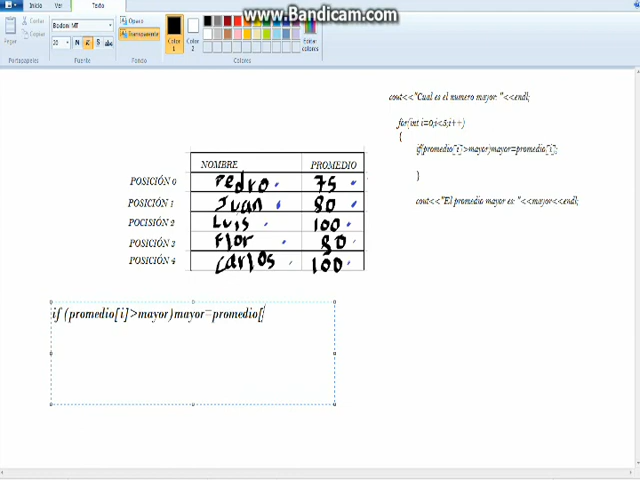 www.Bandicam.com
Inicio Ver Texto
Pegar
Cortar
Copiar
Portapapeles
Bodoni MT
20
N K S abc
Fuente
Opaco
Transparente
Fondo
Color 1
Color 2
Editar colores
Colores
cout<<"Cual es el numero mayor: "<<endl;
for(int i=0;i<5;i++)
{
if(promedio[i]>mayor)mayor=promedio[i];
}
cout<<"El promedio mayor es: "<<mayor<<endl;
NOMBRE PROMEDIO
POSICIÓN 0 Pedro 75
POSICIÓN 1 Juan 80
POCISIÓN 2 Luis 100
POSICIÓN 3 Flor 80
POSICIÓN 4 Carlos 100
if (promedio[i]>mayor)mayor=promedio[